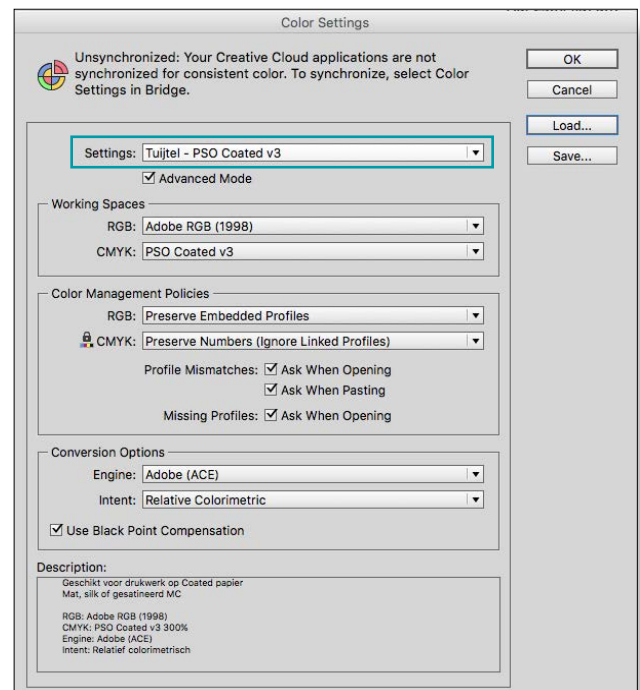 Color Settings
Unsynchronized: Your Creative Cloud applications are not
synchronized for consistent color. To synchronize, select Color
Settings in Bridge.
OK
Cancel
Load...
Save...
Settings: Tuijtel - PSO Coated v3
Advanced Mode
Working Spaces
RGB: Adobe RGB (1998)
CMYK: PSO Coated v3
Color Management Policies
RGB: Preserve Embedded Profiles
CMYK: Preserve Numbers (Ignore Linked Profiles)
Profile Mismatches: Ask When Opening
Ask When Pasting
Missing Profiles: Ask When Opening
Conversion Options
Engine: Adobe (ACE)
Intent: Relative Colorimetric
Use Black Point Compensation
Description:
Geschikt voor drukwerk op Coated papier
Mat, silk of gesatineerd MC
RGB: Adobe RGB (1998)
CMYK: PSO Coated v3 300%
Engine: Adobe (ACE)
Intent: Relatief colorimetrisch